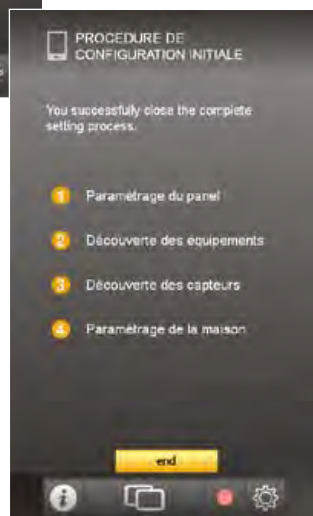 PROCEDURE DE
CONFIGURATION INITIALE
You successfully close the complete
setting process.
1 Paramétrage du panel
2 Découverte des équipements
3 Découverte des capteurs
4 Paramétrage de la maison
end